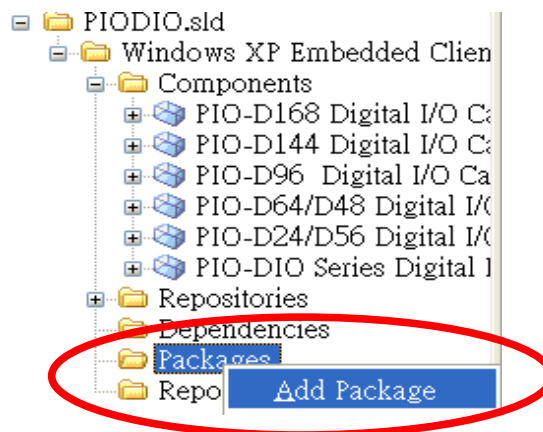 PIODIO.sld
Windows XP Embedded Clien
Components
PIO-D168 Digital I/O Ca
PIO-D144 Digital I/O Ca
PIO-D96 Digital I/O Ca
PIO-D64/D48 Digital I/(
PIO-D24/D56 Digital I/(
PIO-DIO Series Digital I
Repositories
Dependencies
Packages
Repo Add Package